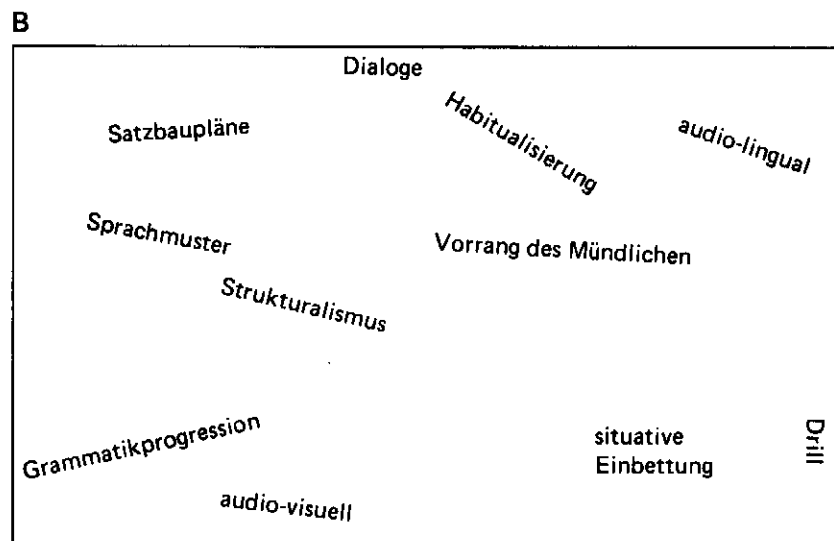 B
Dialoge
Habitualisierung
audio-lingual
Satzbaupläne
Sprachmuster
Vorrang des Mündlichen
Strukturalismus
Grammatikprogression
situative
Einbettung
Drill
audio-visuell